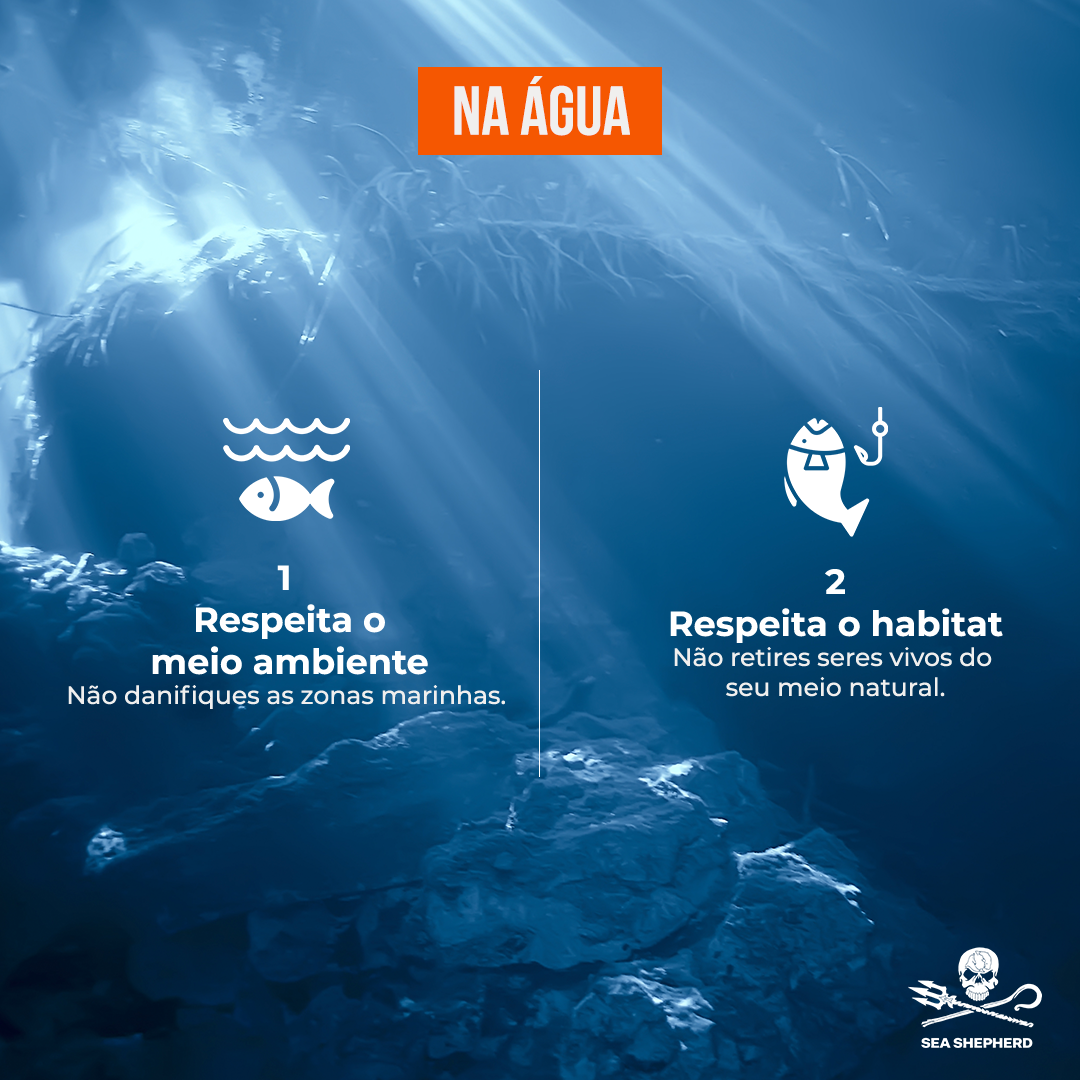 NA ÁGUA
1
Respeita o
meio ambiente
Não danifiques as zonas marinhas.
2
Respeita o habitat
Não retires seres vivos do
seu meio natural.
SEA SHEPHERD